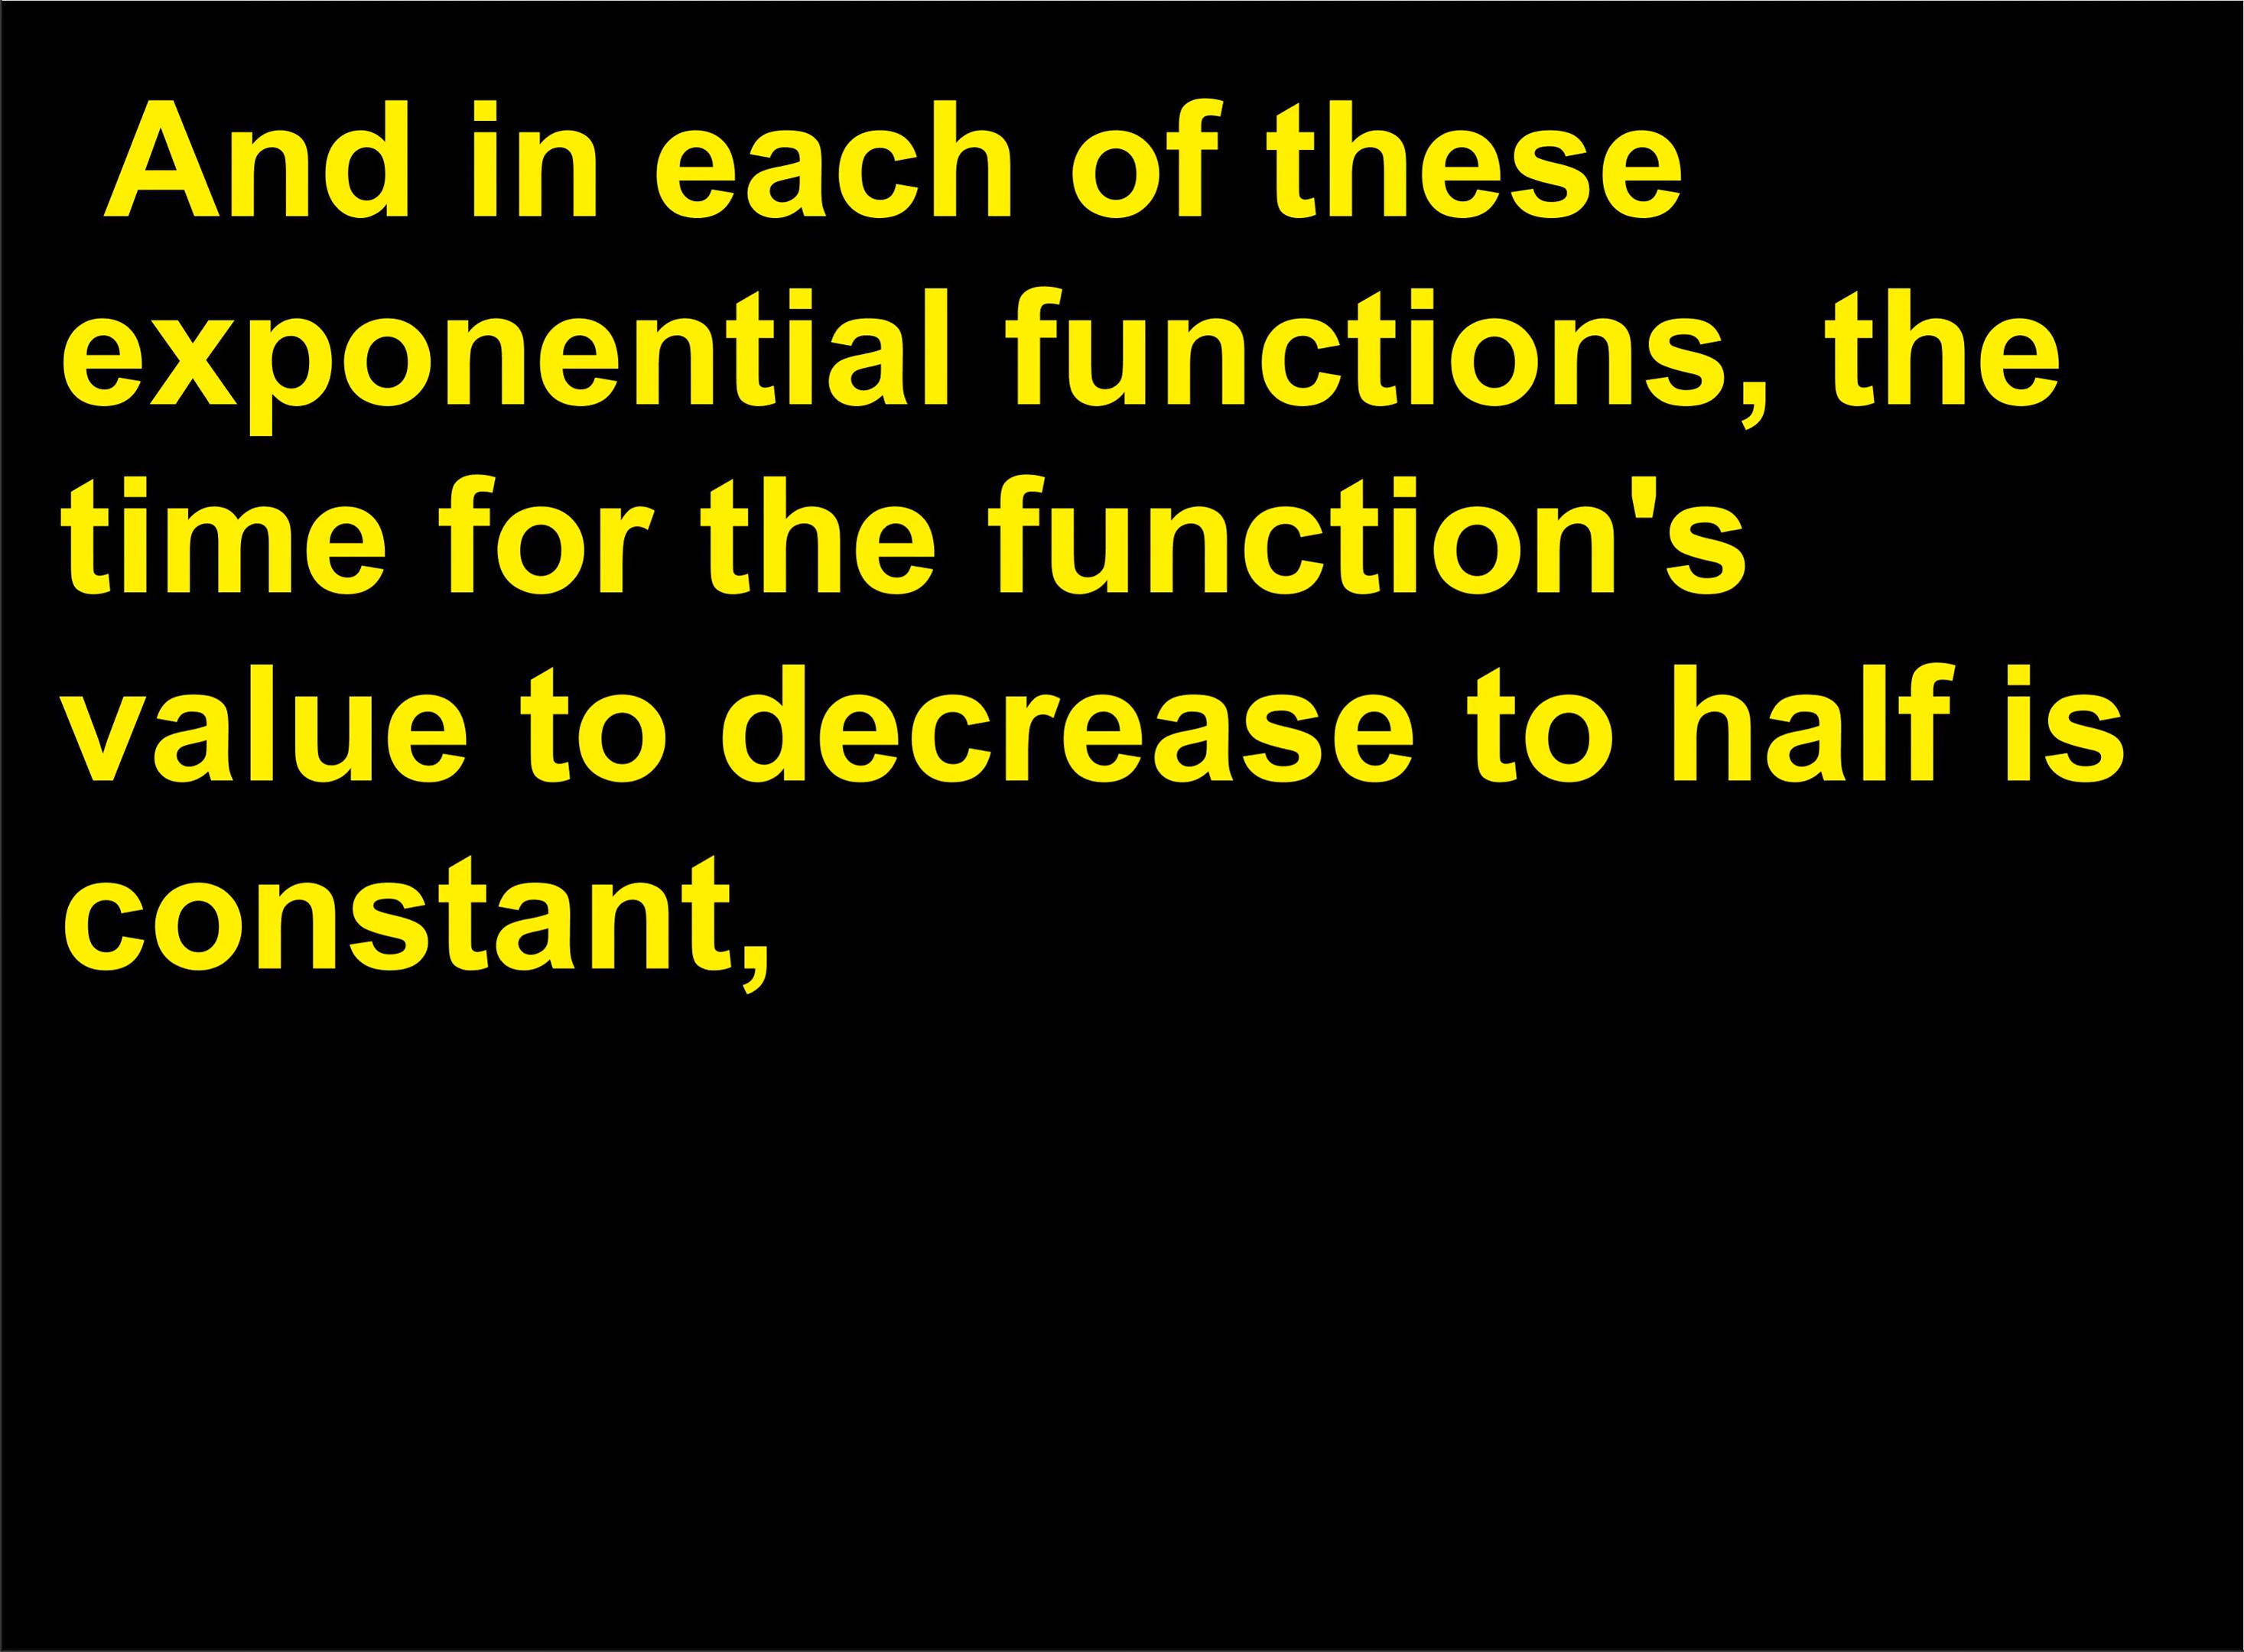 And in each of these
exponential functions, the
time for the function's
value to decrease to half is
constant,